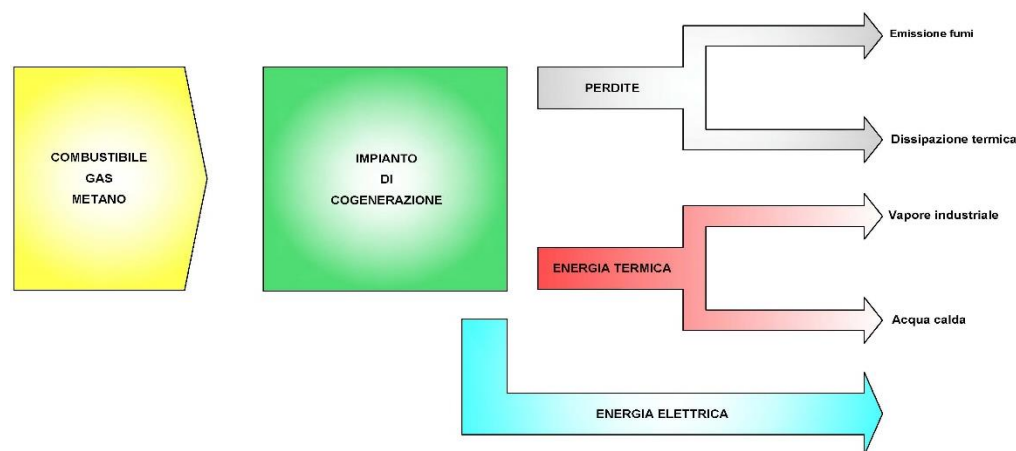 COMBUSTIBILE
GAS
METANO
IMPIANTO
DI
COGENERAZIONE
PERDITE
Emissione fumi
Dissipazione termica
ENERGIA TERMICA
Vapore industriale
Acqua calda
ENERGIA ELETTRICA